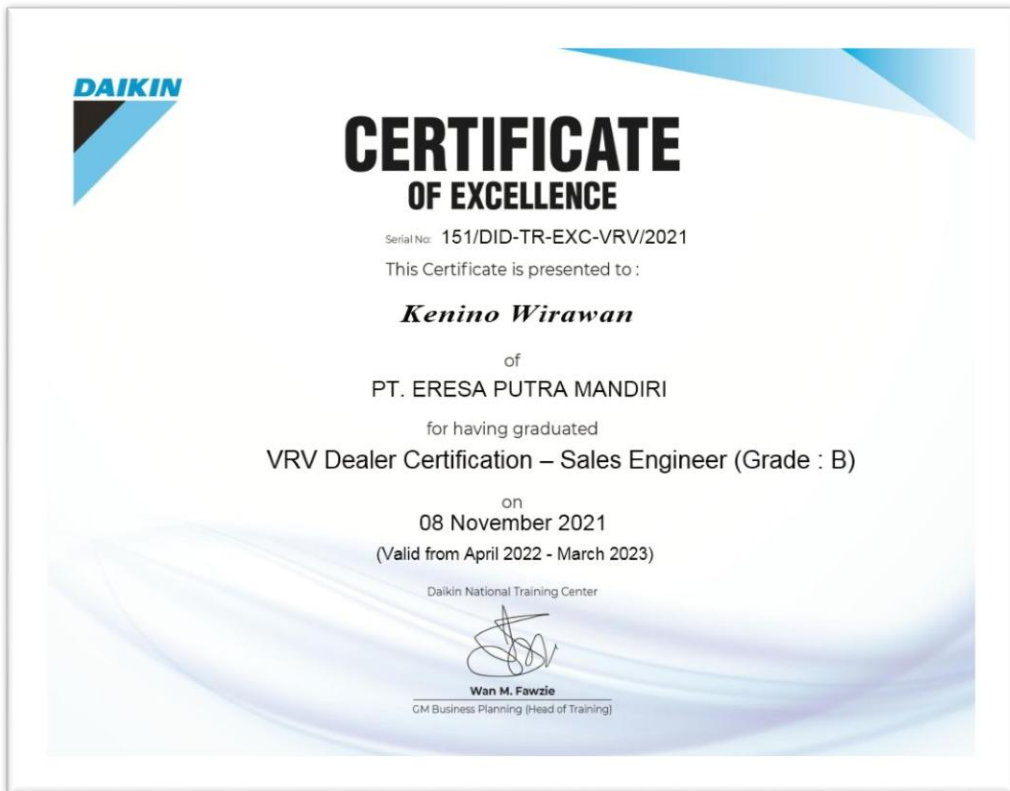 DAIKIN
CERTIFICATE
OF EXCELLENCE
Serial No: 151/DID-TR-EXC-VRV/2021
This Certificate is presented to :
Kenino Wirawan
of
PT. ERESA PUTRA MANDIRI
for having graduated
VRV Dealer Certification – Sales Engineer (Grade : B)
on
08 November 2021
(Valid from April 2022 - March 2023)
Daikin National Training Center
Wan M. Fawzie
GM Business Planning (Head of Training)